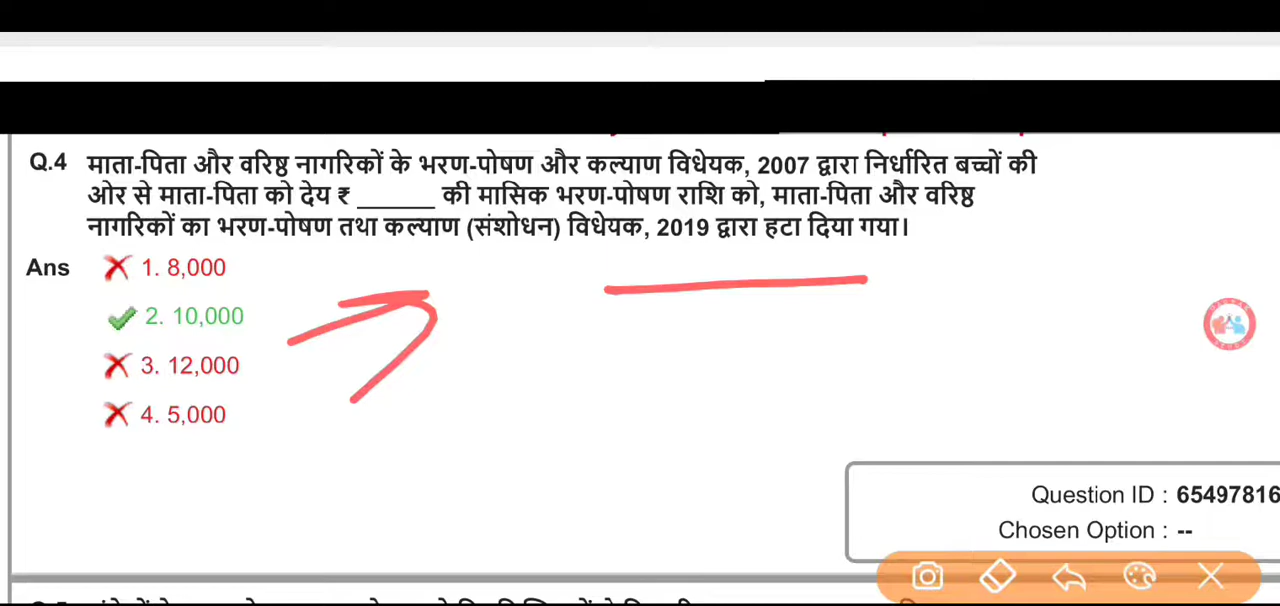 Q.4 माता-पिता और वरिष्ठ नागरिकों के भरण-पोषण और कल्याण विधेयक, 2007 द्वारा निर्धारित बच्चों की
ओर से माता-पिता को देय ₹ ______ की मासिक भरण-पोषण राशि को, माता-पिता और वरिष्ठ
नागरिकों का भरण-पोषण तथा कल्याण (संशोधन) विधेयक, 2019 द्वारा हटा दिया गया।
Ans 1. 8,000
2. 10,000
3. 12,000
4. 5,000
Question ID : 65497816
Chosen Option : --